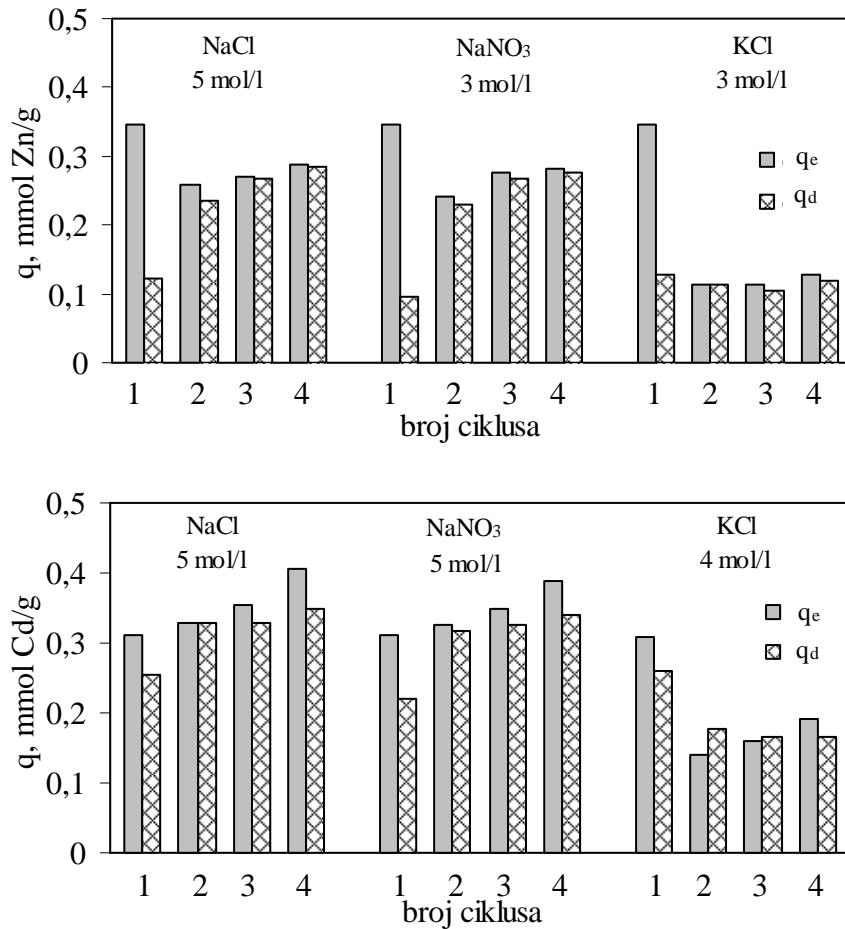 0,5
0,4
0,3
0,2
0,1
0
q, mmol Zn/g
NaCl
5 mol/l
NaNO3
3 mol/l
KCl
3 mol/l
qe
qd
1 2 3 4 1 2 3 4 1 2 3 4
broj ciklusa
0,5
0,4
0,3
0,2
0,1
0
q, mmol Cd/g
NaCl
5 mol/l
NaNO3
5 mol/l
KCl
4 mol/l
qe
qd
1 2 3 4 1 2 3 4 1 2 3 4
broj ciklusa